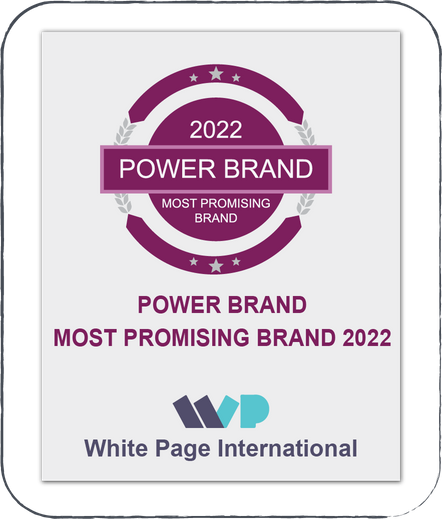 2022
POWER BRAND
MOST PROMISING
BRAND
POWER BRAND
MOST PROMISING BRAND 2022
WP
White Page International